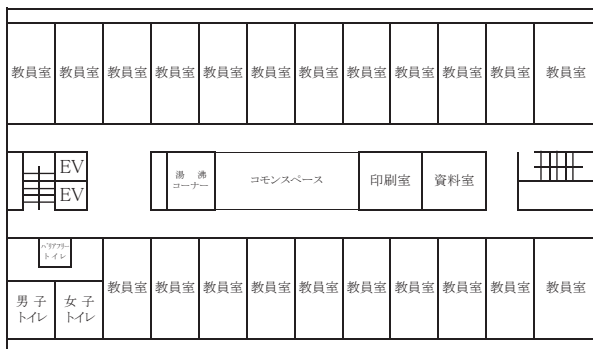 教員室 教員室 教員室 教員室 教員室 教員室 教員室 教員室 教員室 教員室 教員室 教員室
EV
EV
湯 沸
コーナー
コモンスペース
印刷室
資料室
バリアフリー
トイレ
男 子
トイレ
女 子
トイレ
教員室 教員室 教員室 教員室 教員室 教員室 教員室 教員室 教員室 教員室